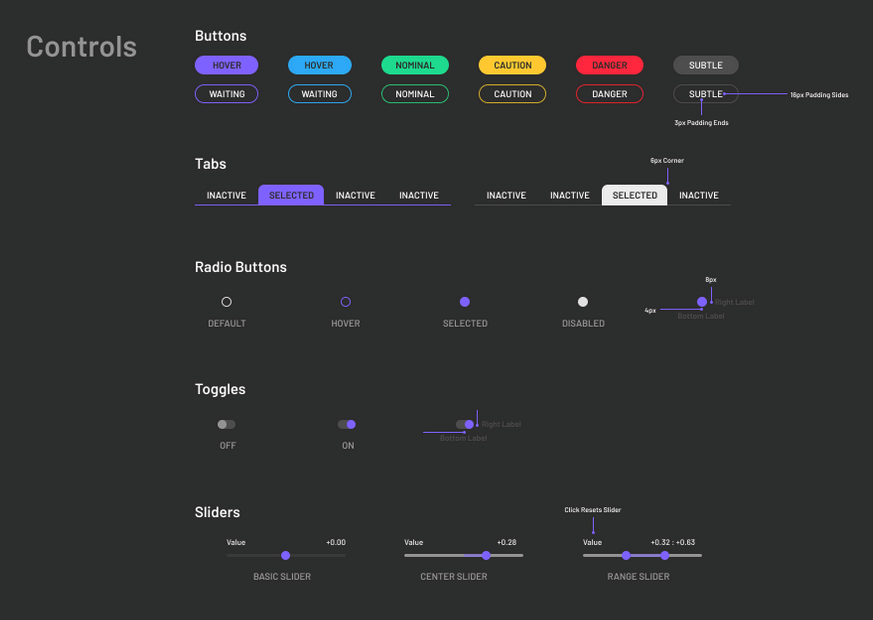 Controls
Buttons
HOVER HOVER NOMINAL CAUTION DANGER SUBTLE
WAITING WAITING NOMINAL CAUTION DANGER SUBTLE 16px Padding Sides
3px Padding Ends
Tabs
6px Corner
INACTIVE SELECTED INACTIVE INACTIVE INACTIVE INACTIVE SELECTED INACTIVE
Radio Buttons
8px
Right Label
4px
Bottom Label
DEFAULT HOVER SELECTED DISABLED
Toggles
Right Label
Bottom Label
OFF ON
Sliders
Click Resets Slider
Value +0.00 Value +0.28 Value +0.32 : +0.63
BASIC SLIDER CENTER SLIDER RANGE SLIDER